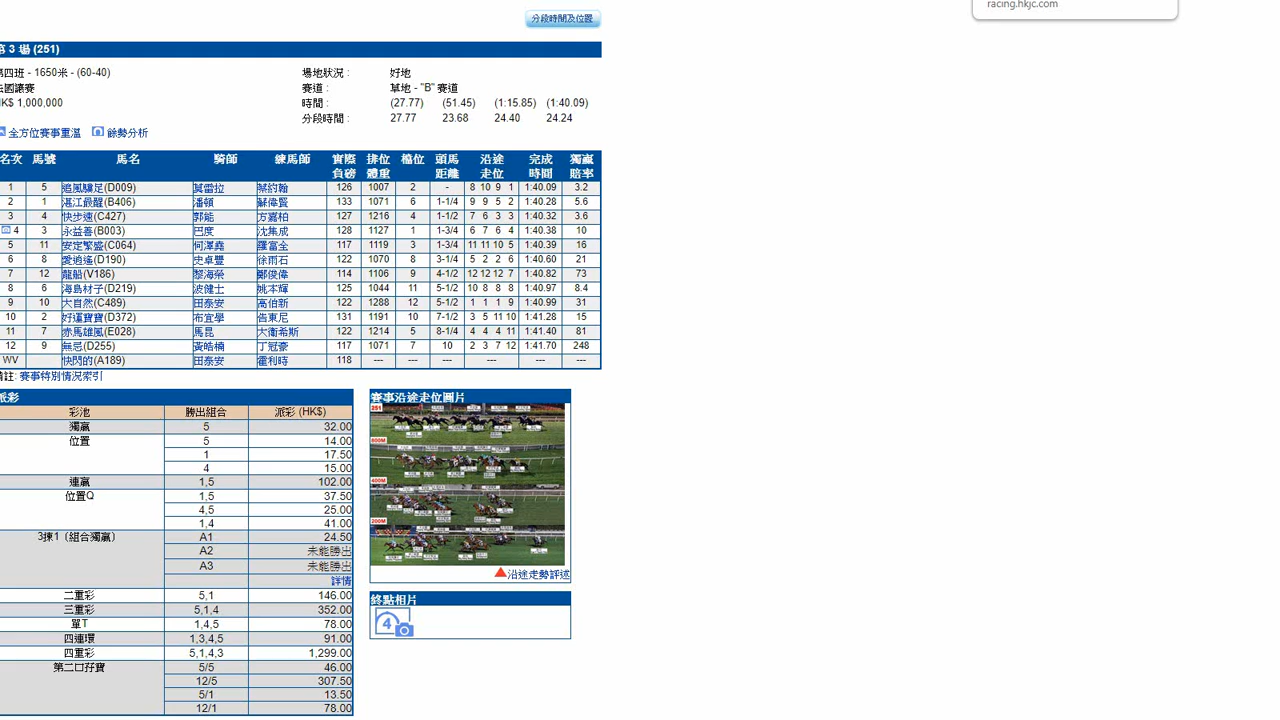 racing.hkjc.com
分段時間及位置
第 3 場 (251)
第四班 - 1650米 - (60-40) 場地狀況 : 好地
法國讓賽 賽道 : 草地 - "B" 賽道
HK$ 1,000,000 時間 : (27.77) (51.45) (1:15.85) (1:40.09)
分段時間 : 27.77 23.68 24.40 24.24
全方位賽事重溫 餘勢分析
名次 馬號 馬名 騎師 練馬師 實際負磅 排位體重 檔位 頭馬距離 沿途走位 完成時間 獨贏賠率
1 5 追風驥足(D009) 莫雷拉 葉約翰 126 1007 2 - 8 10 9 1 1:40.09 3.2
2 1 湛江最醒(B406) 潘頓 蘇偉賢 133 1071 6 1-1/4 9 9 5 2 1:40.28 5.6
3 4 快步速(C427) 郭能 方嘉柏 127 1216 4 1-1/2 7 6 3 3 1:40.32 3.6
4 3 永益善(B003) 巴度 沈集成 128 1127 1 1-3/4 6 7 6 4 1:40.38 10
5 11 安定繁盛(C064) 何澤堯 羅富全 117 1119 3 1-3/4 11 11 10 5 1:40.39 16
6 8 愛逍遙(D190) 史卓豐 徐雨石 122 1070 8 3-1/4 5 2 2 6 1:40.60 21
7 12 龍船(V186) 黎海榮 鄭俊偉 114 1106 9 4-1/2 12 12 12 7 1:40.82 73
8 6 海島材子(D219) 波健士 姚本輝 125 1044 11 5-1/2 10 8 8 8 1:40.97 8.4
9 10 大自然(C489) 田泰安 高伯新 122 1288 12 5-1/2 1 1 1 9 1:40.99 31
10 2 好運寶寶(D372) 布宜學 告東尼 131 1191 10 7-1/2 3 5 11 10 1:41.28 15
11 7 赤馬雄風(E028) 馬昆 大衛希斯 122 1214 5 8-1/4 4 4 4 11 1:41.40 81
12 9 無忌(D255) 黃皓楠 丁冠豪 117 1071 7 10 2 3 7 12 1:41.70 248
WV 快閃的(A189) 田泰安 霍利時 118 --- --- --- --- --- ---
備註: 賽事特別情況索引
派彩
彩池 勝出組合 派彩 (HK$)
獨贏 5 32.00
位置 5 14.00
1 17.50
4 15.00
連贏 1,5 102.00
位置Q 1,5 37.50
4,5 25.00
1,4 41.00
3揀1 (組合獨贏) A1 24.50
A2 未能勝出
A3 未能勝出
詳情
二重彩 5,1 146.00
三重彩 5,1,4 352.00
單T 1,4,5 78.00
四連環 1,3,4,5 91.00
四重彩 5,1,4,3 1,299.00
第二口孖寶 5/5 46.00
12/5 307.50
5/1 13.50
12/1 78.00
賽事沿途走位圖片
251
800M
400M
200M
沿途走勢評述
終點相片
4